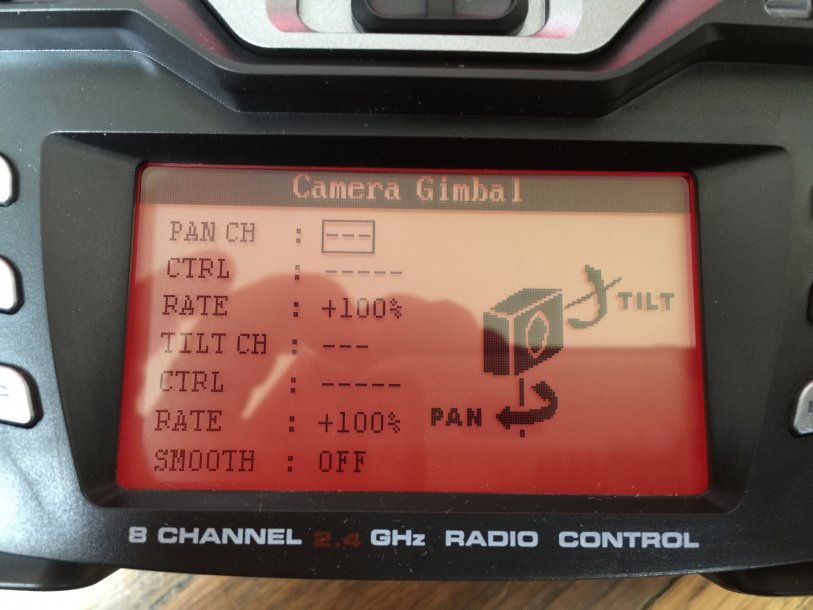 Camera Gimbal
PAN CH : ---
CTRL : -----
RATE : +100%
TILT CH : ---
CTRL : -----
RATE : +100%
SMOOTH : OFF
TILT
PAN
8 CHANNEL 2.4 GHz RADIO CONTROL